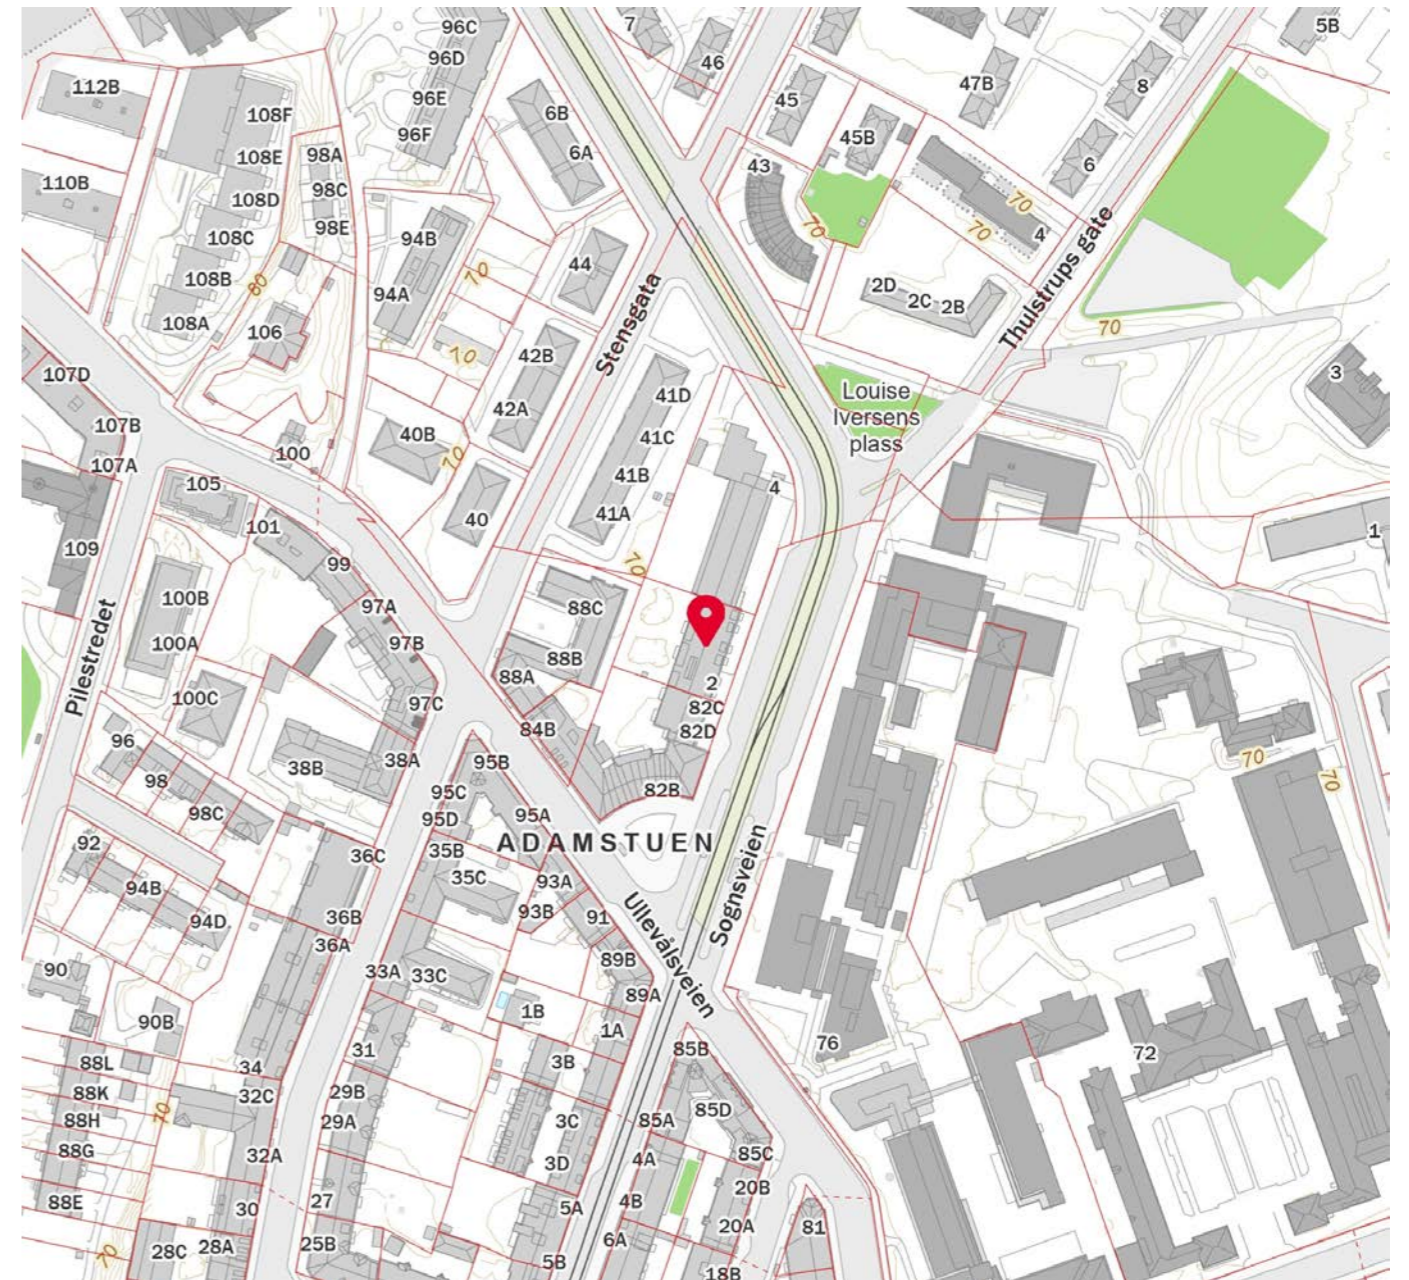 96C
7
5B
96D
46
112B
96E
45
47B
8
108F
6B
96F
45B
108E
98A
6A
43
6
110B
98C
108D
70
98E
70
70
4
108C
94B
44
Thulstrups gate
108B
80
70
2D
2C
2B
94A
Stensgata
108A
106
70
70
42B
3
107D
41D
Louise
Iversens
plass
42A
107B
40B
41C
107A
100
70
41B
105
4
41A
40
101
1
109
99
70
100B
97A
88C
Pilestredet
100A
97B
88B
88A
2
100C
97C
82C
84B
82D
96
38A
95B
70
38B
98
70
95C
82B
98C
95D
95A
ADAMSTUEN
92
36C
35B
35C
93A
94B
93B
91
94D
36B
Ullevålsveien
Sognsveien
36A
89B
90
33A
33C
89A
90B
1B
1A
76
31
85B
72
88L
34
3B
88K
32C
29B
85D
70
88H
29A
3C
85A
88G
32A
3D
4A
85C
20B
88E
27
30
5A
4B
20A
81
28C
28A
25B
6A
70
5B
18B